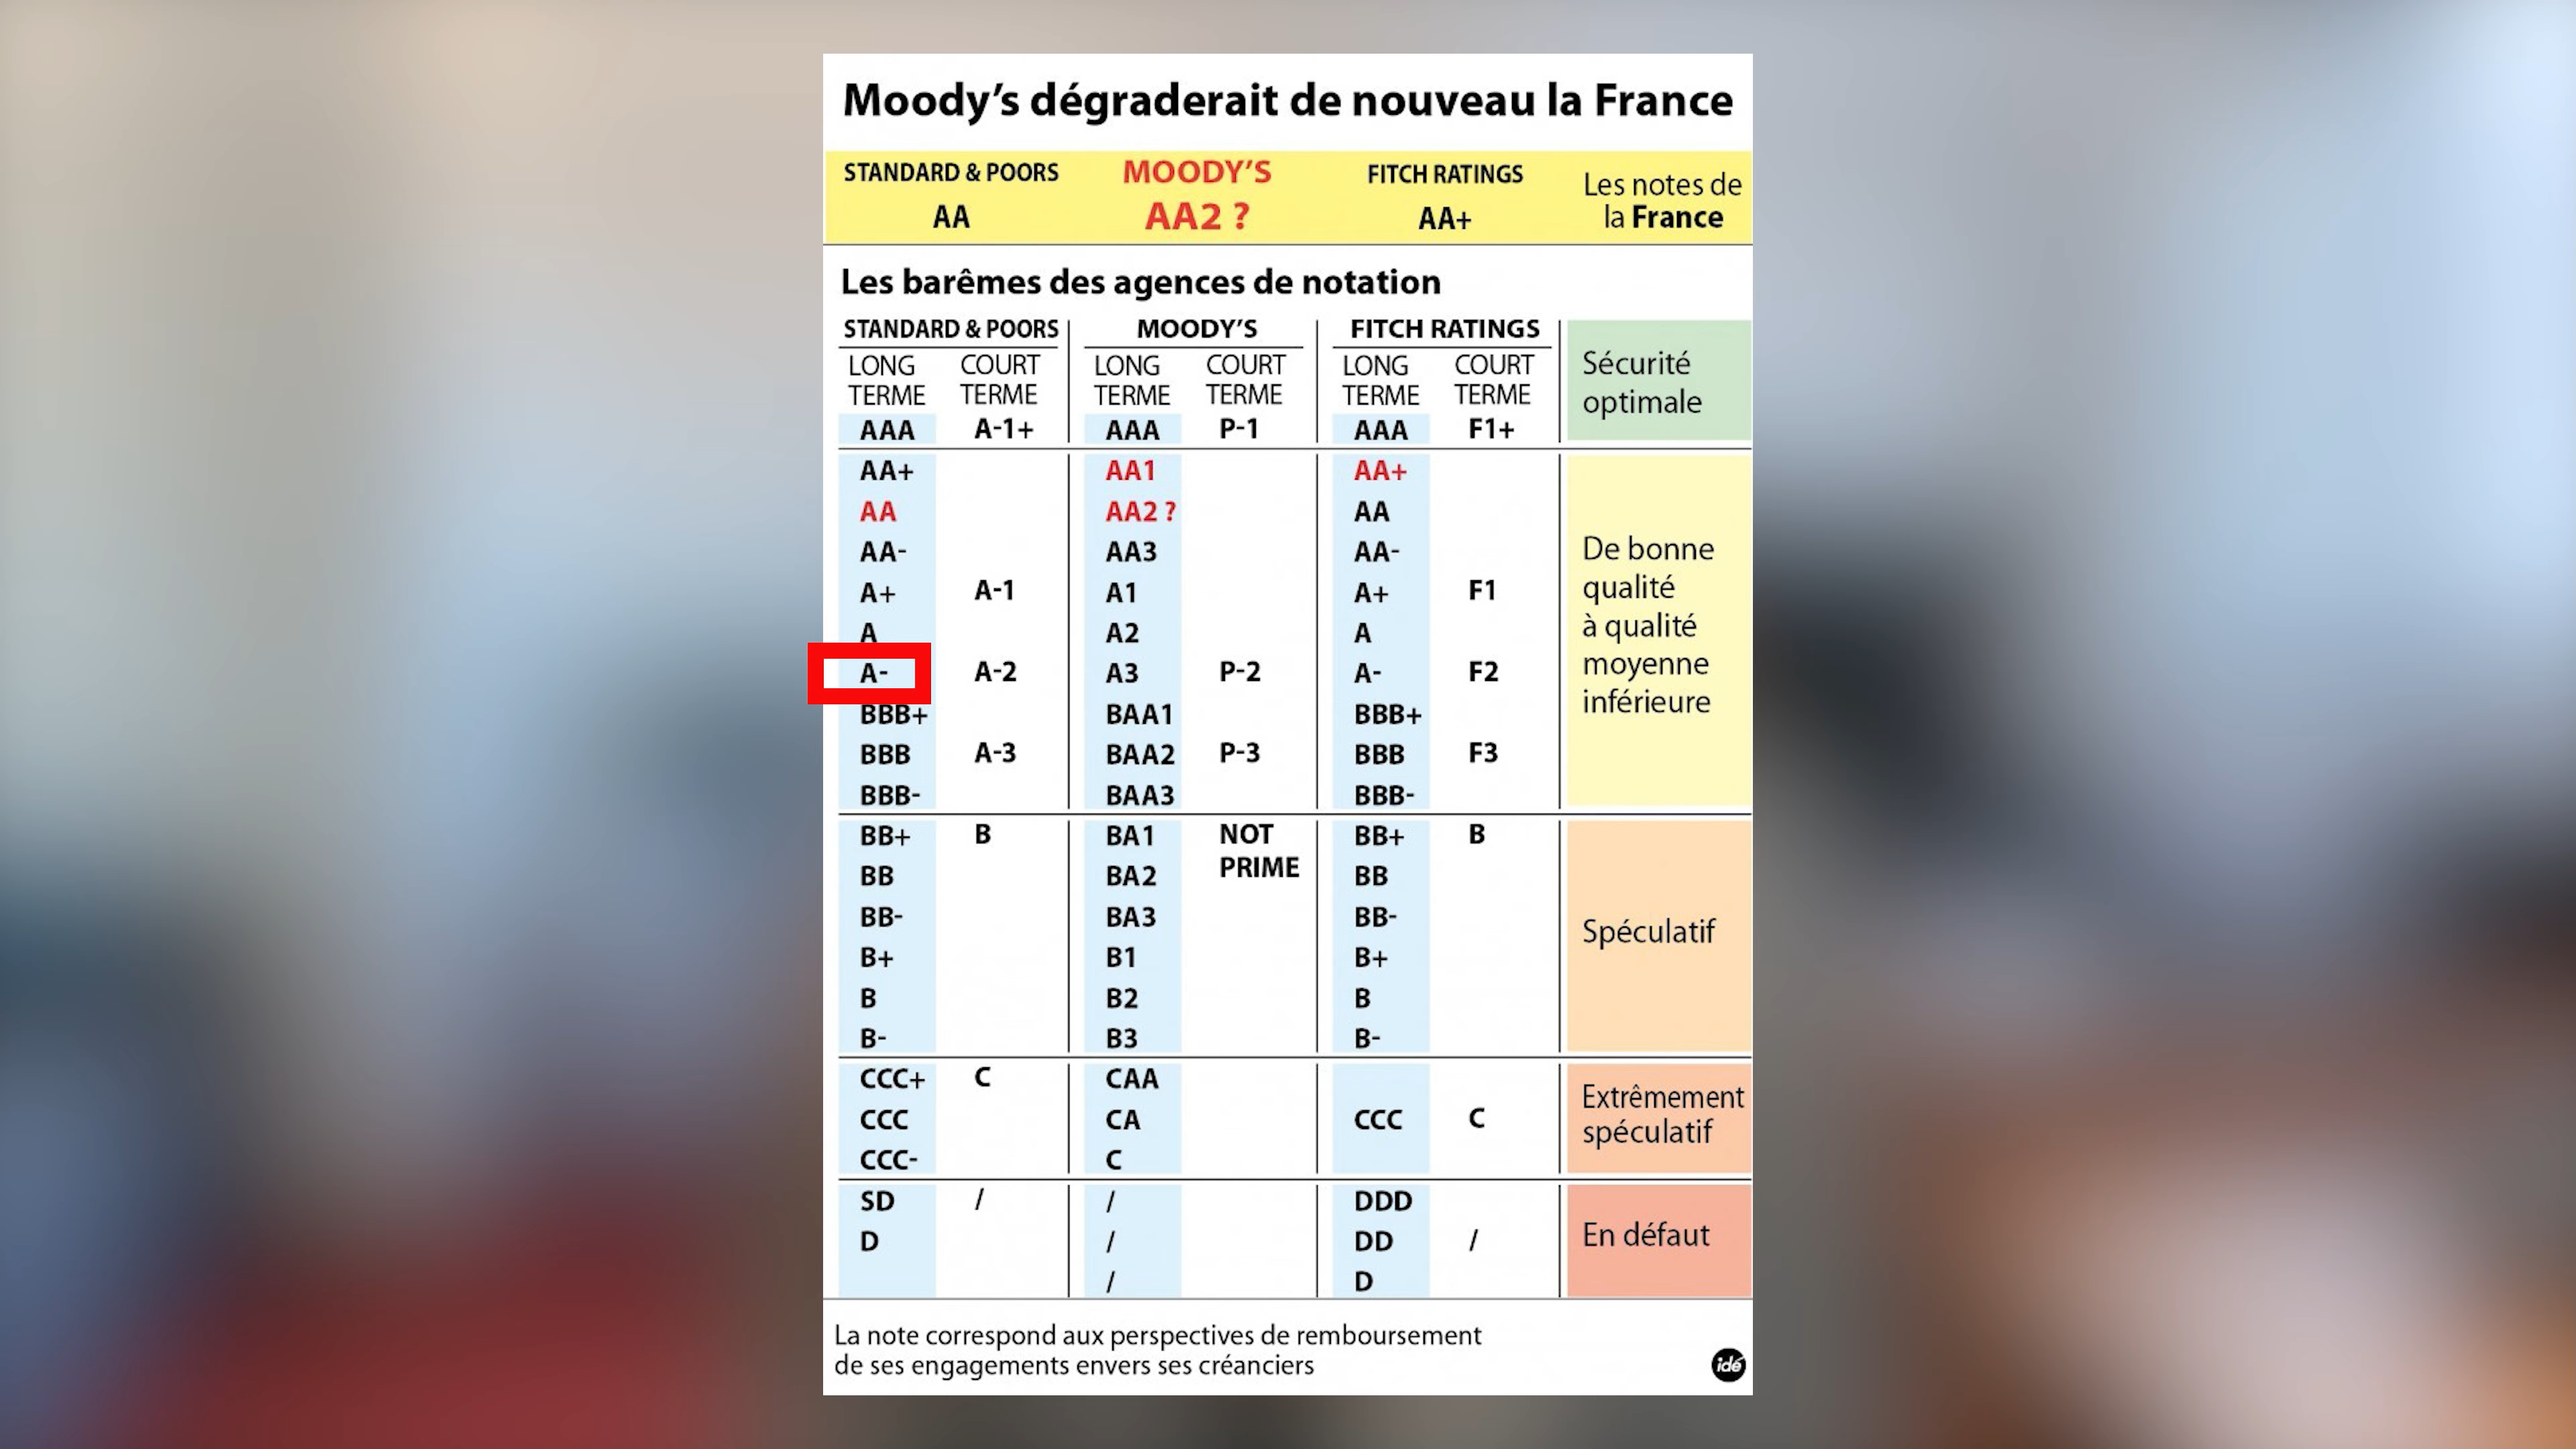 Moody's dégraderait de nouveau la France
STANDARD & POORS MOODY'S FITCH RATINGS Les notes de
AA AA2 ? AA+ la France
Les barêmes des agences de notation
STANDARD & POORS MOODY'S FITCH RATINGS
LONG COURT LONG COURT LONG COURT Sécurité
TERME TERME TERME TERME TERME TERME optimale
AAA A-1+ AAA P-1 AAA F1+
AA+ AA1 AA+
AA AA2 ? AA
AA- AA3 AA- De bonne
A+ A-1 A1 A+ F1 qualité
A A2 A à qualité
A- A-2 A3 P-2 A- F2 moyenne
BBB+ BAA1 BBB+ inférieure
BBB A-3 BAA2 P-3 BBB F3
BBB- BAA3 BBB-
BB+ B BA1 NOT BB+ B
BB BA2 PRIME BB
BB- BA3 BB- Spéculatif
B+ B1 B+
B B2 B
B- B3 B-
CCC+ C CAA Extrêmement
CCC CA CCC C spéculatif
CCC- C
SD / / DDD
D / DD / En défaut
/ D
La note correspond aux perspectives de remboursement
de ses engagements envers ses créanciers
idé